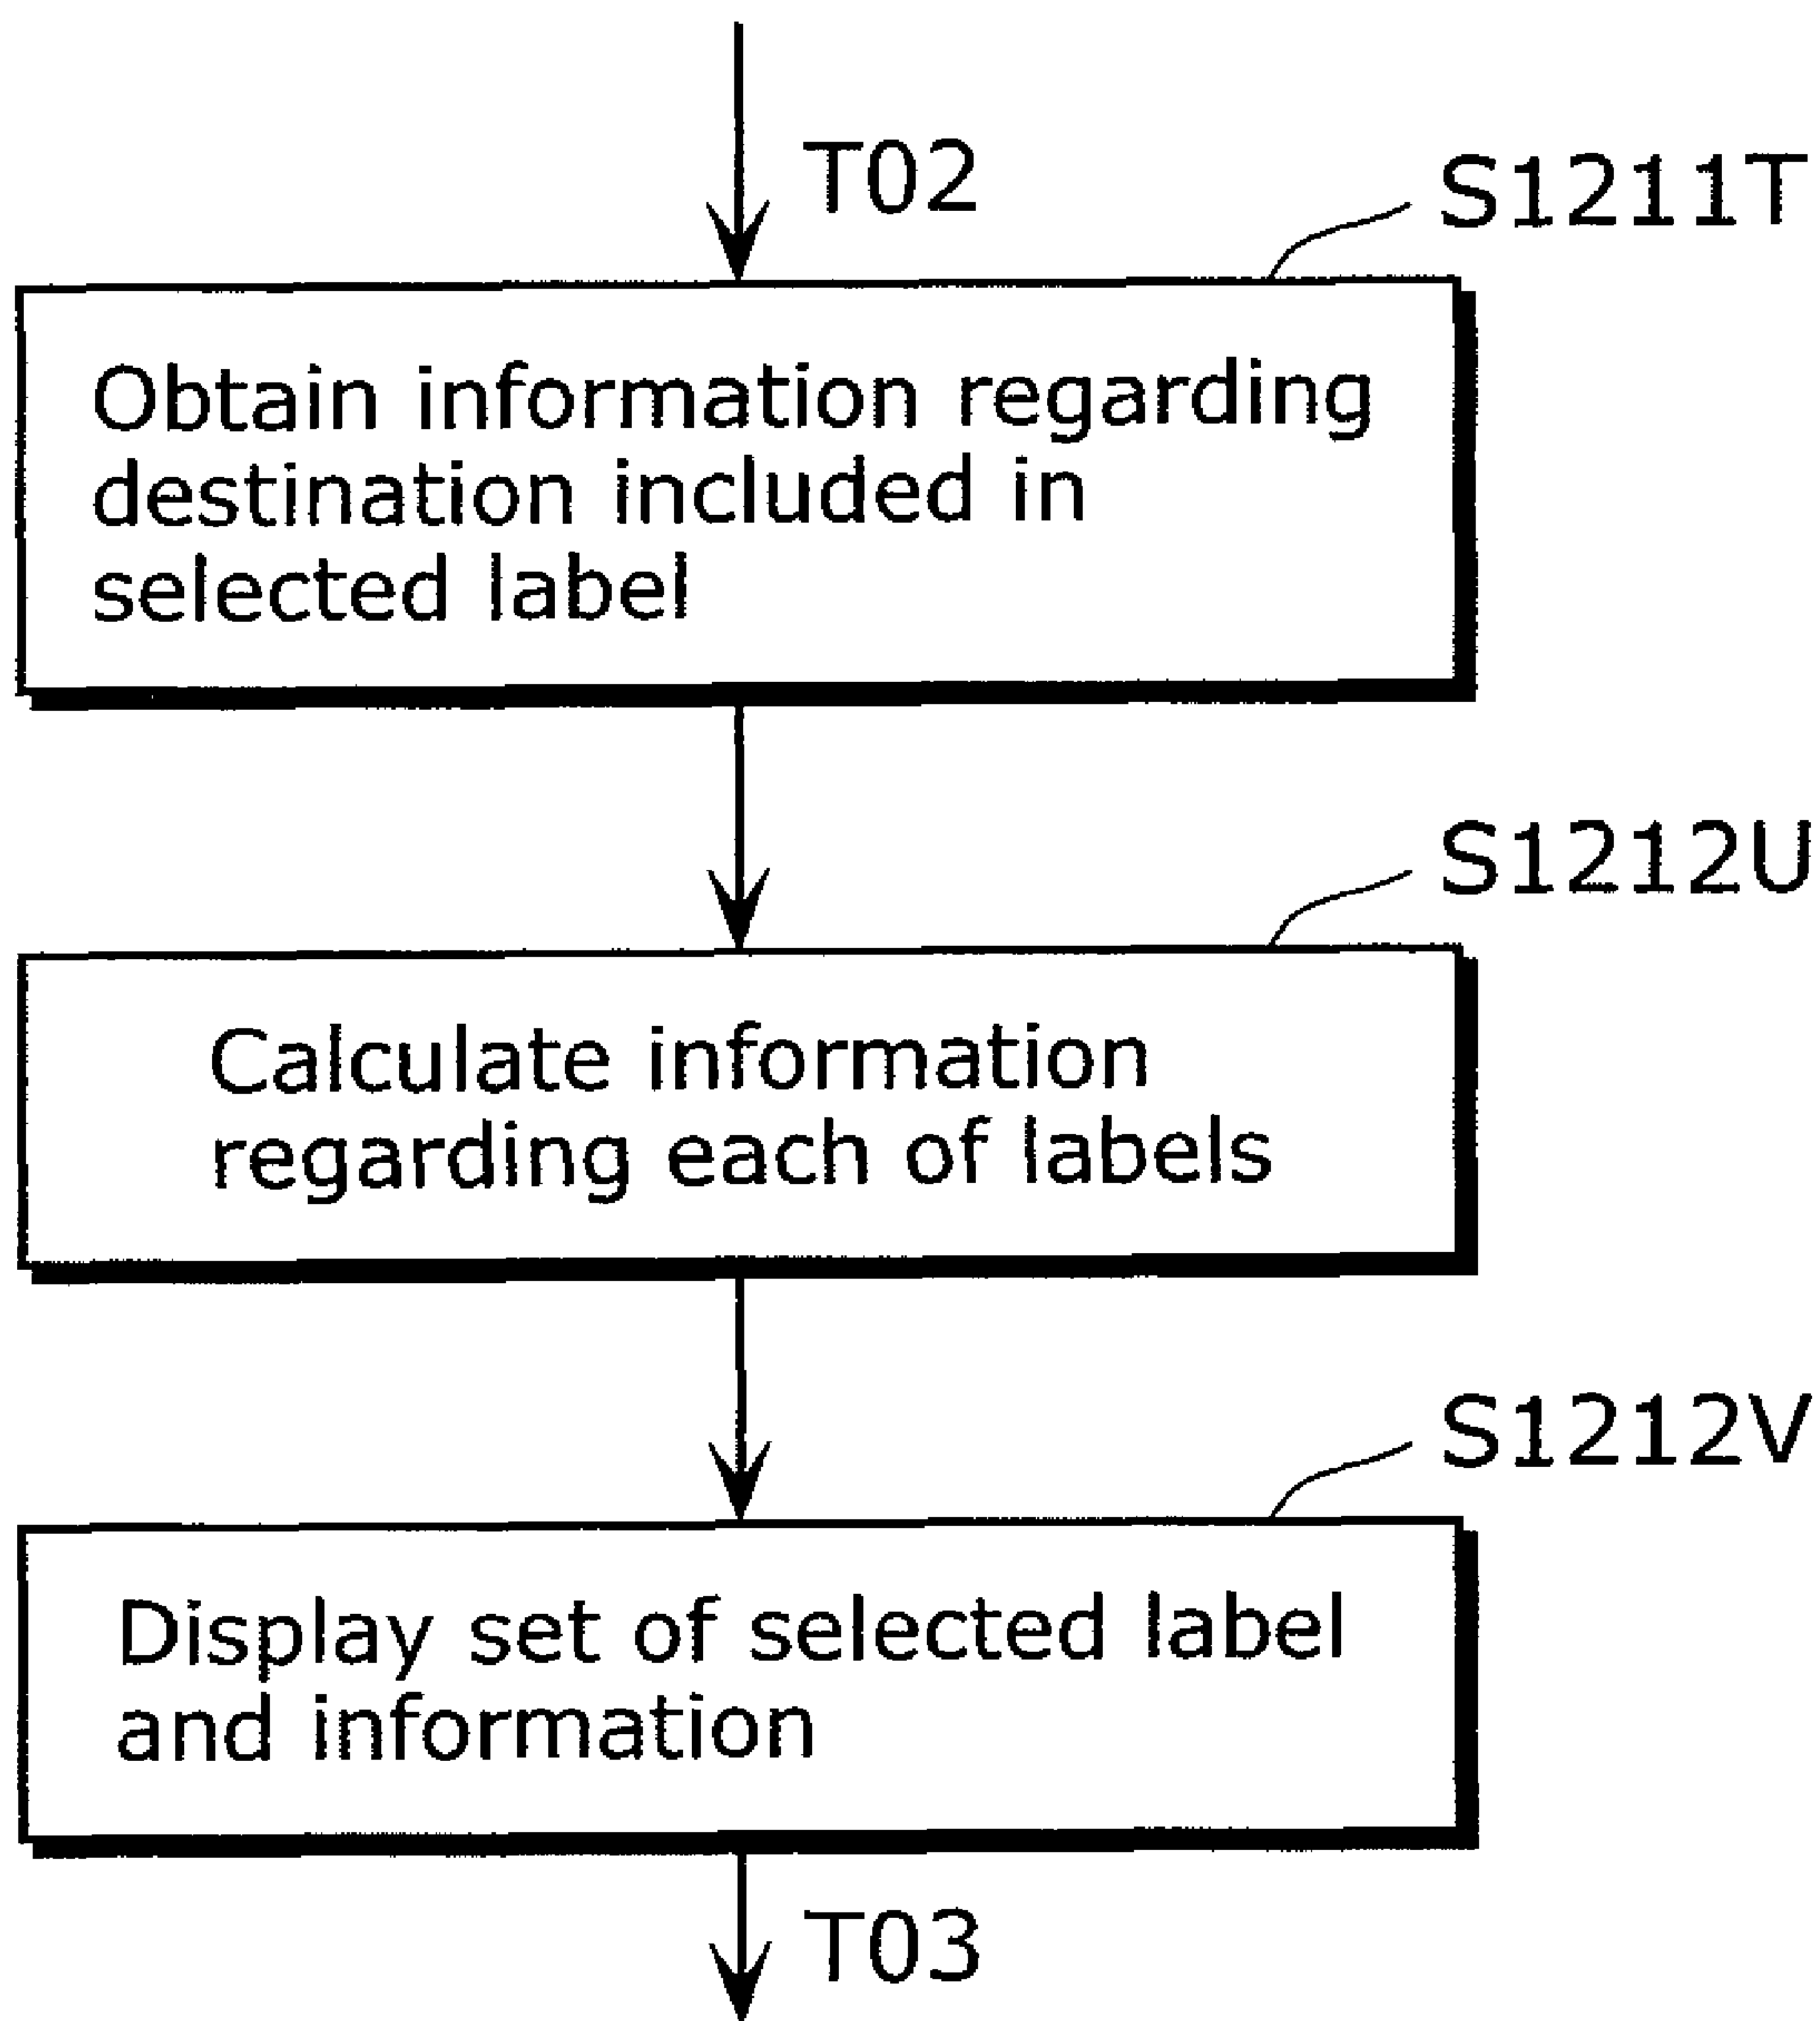 T02
S1211T
Obtain information regarding
destination included in
selected label
S1212U
Calculate information
regarding each of labels
S1212V
Display set of selected label
and information
T03